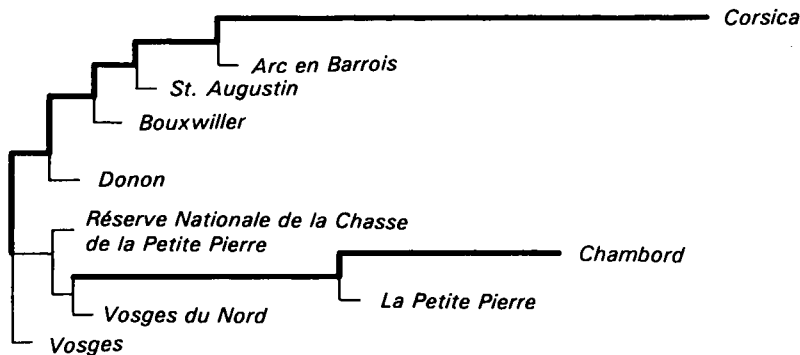 Corsica
Arc en Barrois
St. Augustin
Bouxwiller
Donon
Réserve Nationale de la Chasse
de la Petite Pierre
Chambord
La Petite Pierre
Vosges du Nord
Vosges